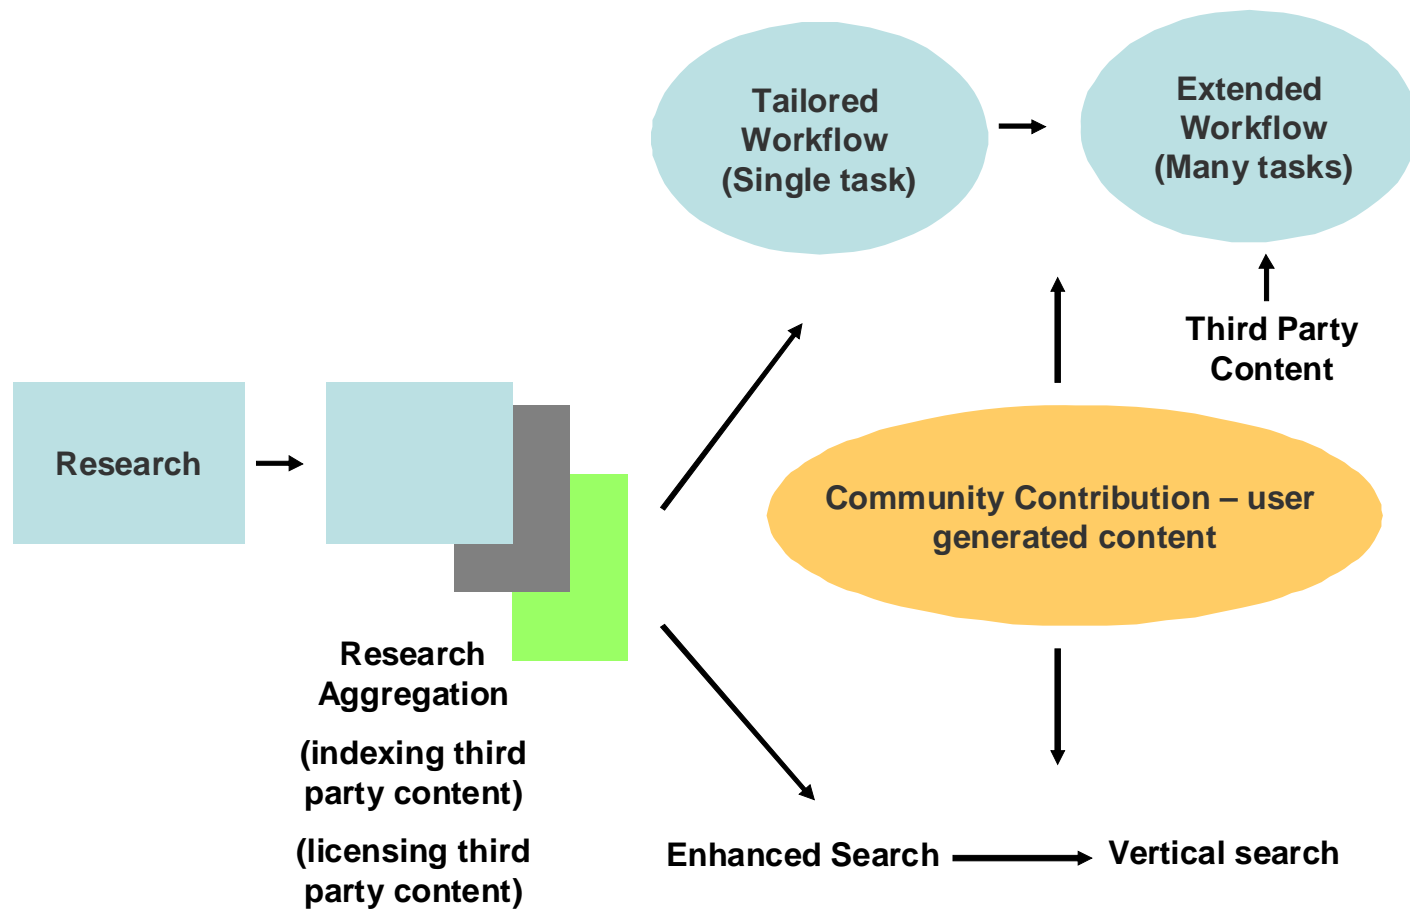 Tailored
Workflow
(Single task)
Extended
Workflow
(Many tasks)
Third Party
Content
Research
Community Contribution – user
generated content
Research
Aggregation
(indexing third
party content)
(licensing third
party content)
Enhanced Search
Vertical search